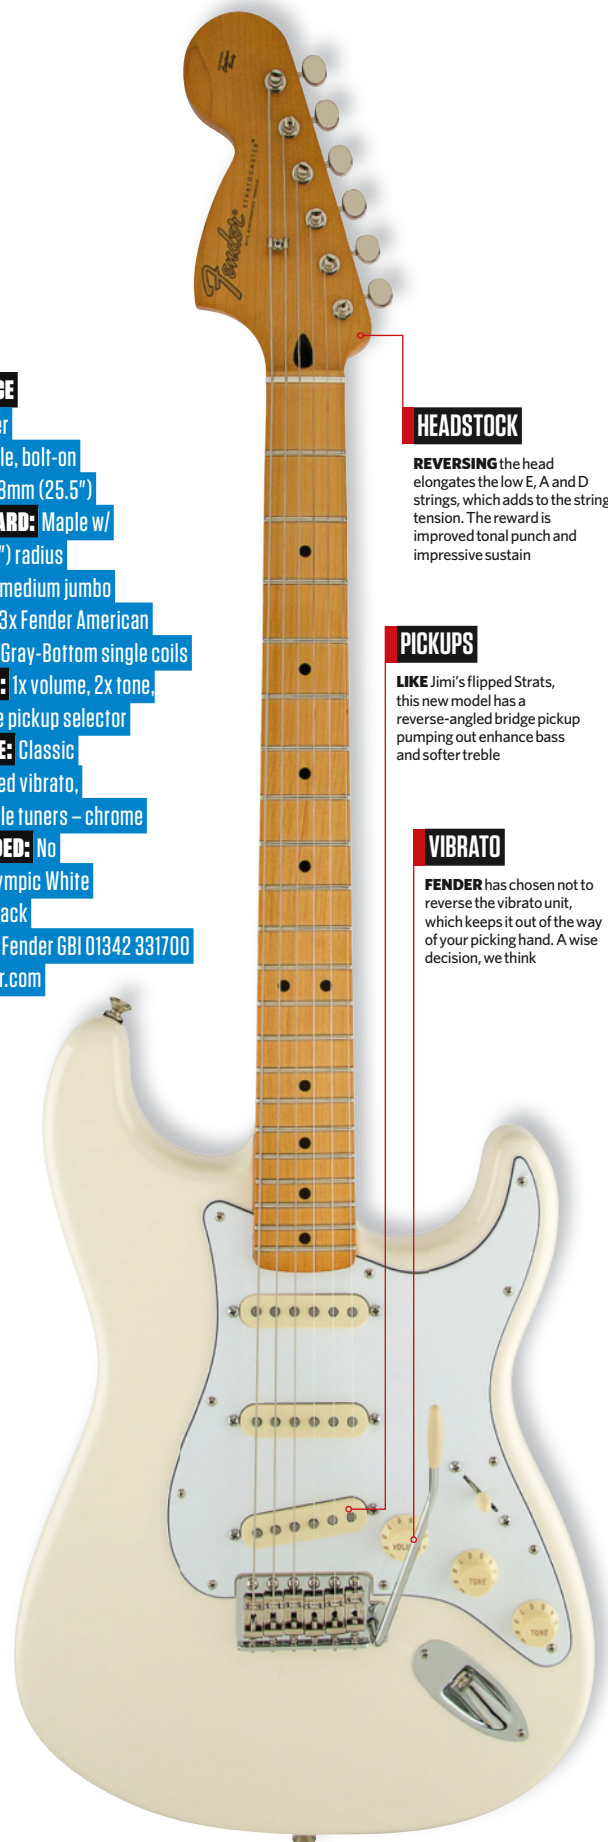 Fender®
STRATOCASTER®
GE
er
le, bolt-on
8mm (25.5")
ARD: Maple w/
") radius
medium jumbo
3x Fender American
Gray-Bottom single coils
: 1x volume, 2x tone,
e pickup selector
E: Classic
ed vibrato,
le tuners – chrome
DED: No
ympic White
ack
Fender GBI 01342 331700
r.com
HEADSTOCK
REVERSING the head
elongates the low E, A and D
strings, which adds to the string
tension. The reward is
improved tonal punch and
impressive sustain
PICKUPS
LIKE Jimi's flipped Strats,
this new model has a
reverse-angled bridge pickup
pumping out enhance bass
and softer treble
VIBRATO
FENDER has chosen not to
reverse the vibrato unit,
which keeps it out of the way
of your picking hand. A wise
decision, we think
TONE
TONE